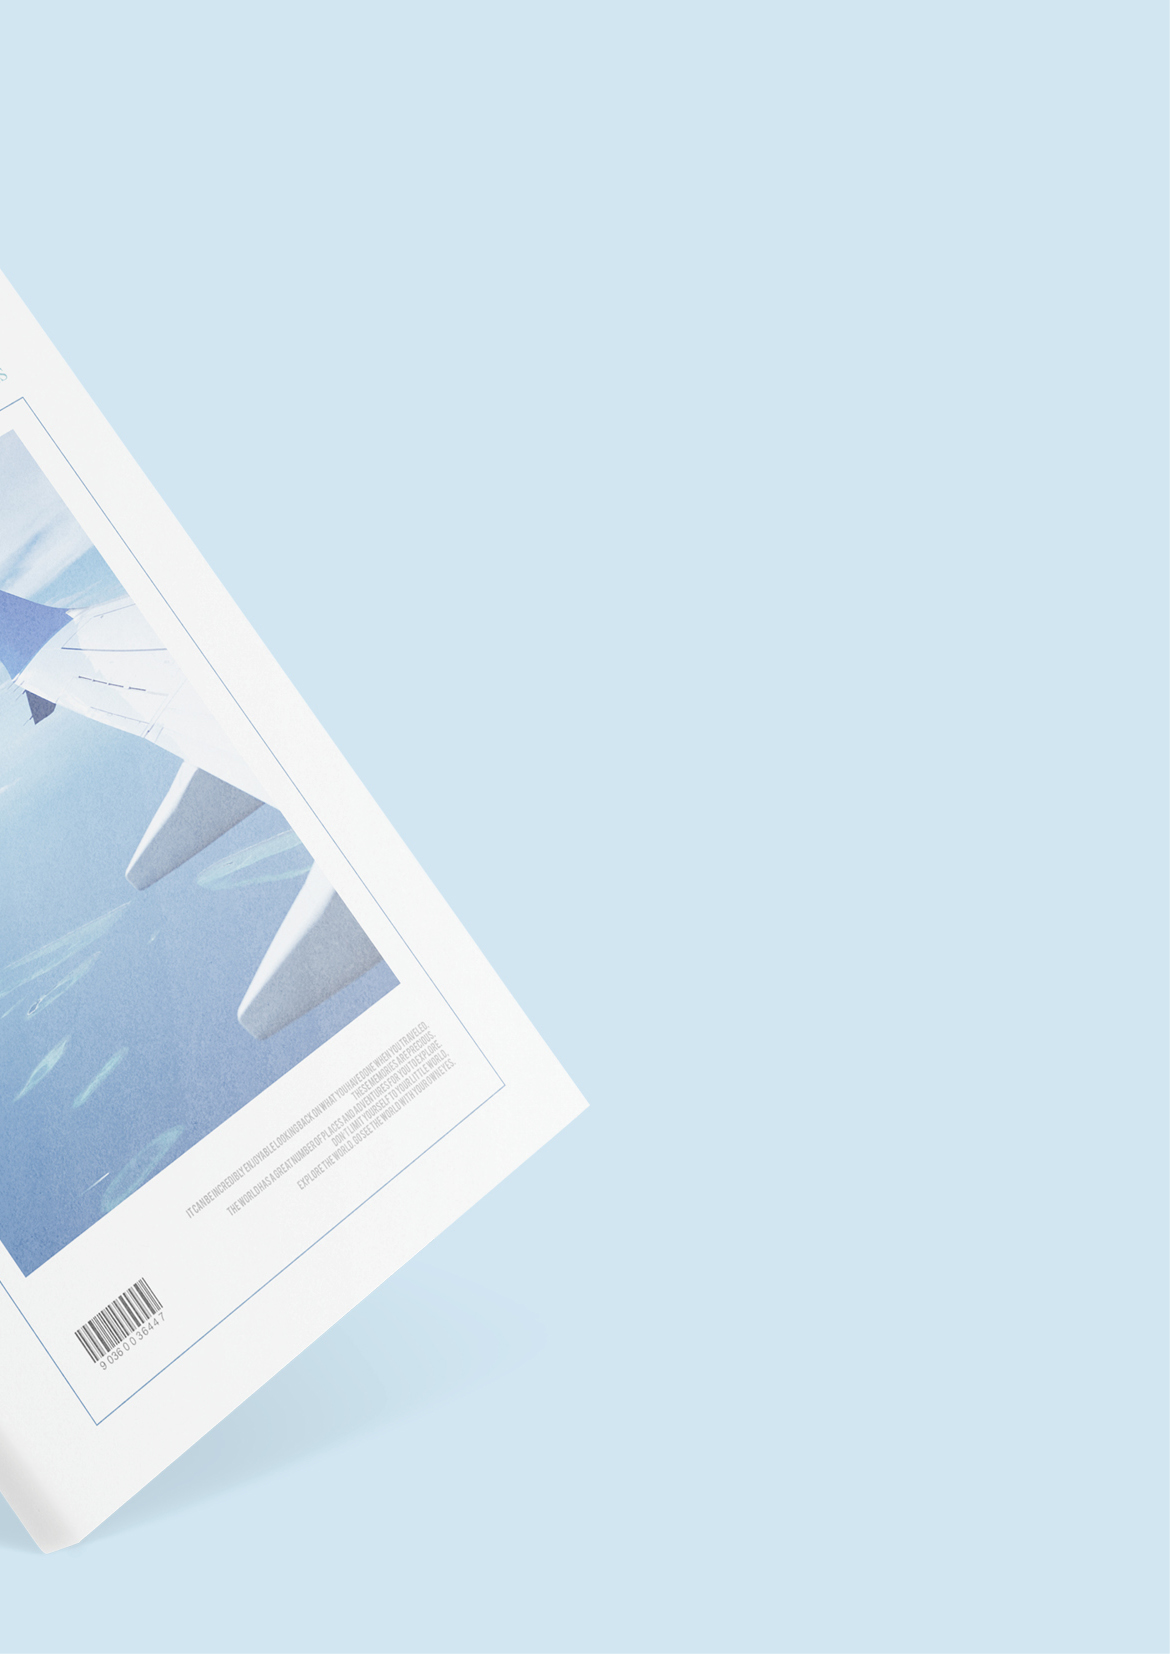 IT CAN BE INCREDIBLY ENJOYABLE LOOKING BACK ON WHAT YOU HAVE DONE WHEN YOU TRAVELED.
THESE MEMORIES ARE PRECIOUS.
THE WORLD HAS A GREAT NUMBER OF PLACES AND ADVENTURES FOR YOU TO EXPLORE.
DON'T LIMIT YOURSELF TO YOUR LITTLE WORLD,
EXPLORE THE WORLD. GO SEE THE WORLD WITH YOUR OWN EYES.
9 036 0 0 3644 7